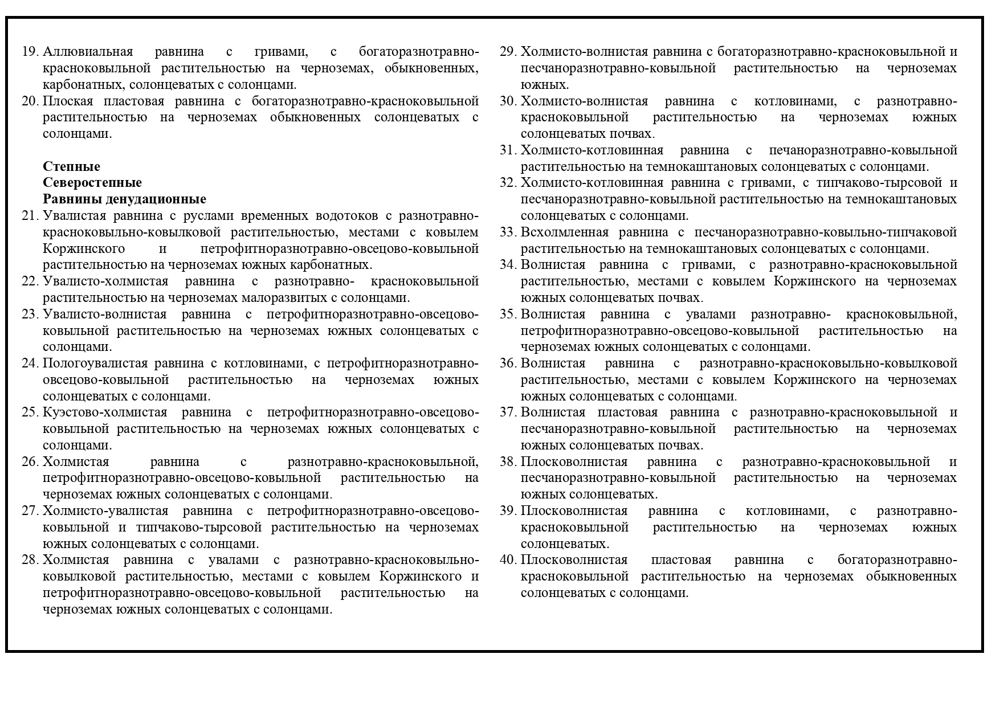 19. Аллювиальная равнина с гривами, с богаторазнотравно-
красноковыльной растительностью на черноземах, обыкновенных,
карбонатных, солонцеватых с солонцами.
20. Плоская пластовая равнина с богаторазнотравно-красноковыльной
растительностью на черноземах обыкновенных солонцеватых с
солонцами.
Степные
Северостепные
Равнины денудационные
21. Увалистая равнина с руслами временных водотоков с разнотравно-
красноковыльно-ковылковой растительностью, местами с ковылем
Коржинского и петрофитноразнотравно-овсецово-ковыльной
растительностью на черноземах южных карбонатных.
22. Увалисто-холмистая равнина с разнотравно- красноковыльной
растительностью на черноземах малоразвитых с солонцами.
23. Увалисто-волнистая равнина с петрофитноразнотравно-овсецово-
ковыльной растительностью на черноземах южных солонцеватых с
солонцами.
24. Пологоувалистая равнина с котловинами, с петрофитноразнотравно-
овсецово-ковыльной растительностью на черноземах южных
солонцеватых с солонцами.
25. Куэстово-холмистая равнина с петрофитноразнотравно-овсецово-
ковыльной растительностью на черноземах южных солонцеватых с
солонцами.
26. Холмистая равнина с разнотравно-красноковыльной,
петрофитноразнотравно-овсецово-ковыльной растительностью на
черноземах южных солонцеватых с солонцами.
27. Холмисто-увалистая равнина с петрофитноразнотравно-овсецово-
ковыльной и типчаково-тырсовой растительностью на черноземах
южных солонцеватых с солонцами.
28. Холмистая равнина с увалами с разнотравно-красноковыльно-
ковылковой растительностью, местами с ковылем Коржинского и
петрофитноразнотравно-овсецово-ковыльной растительностью на
черноземах южных солонцеватых с солонцами.
29. Холмисто-волнистая равнина с богаторазнотравно-красноковыльной и
песчаноразнотравно-ковыльной растительностью на черноземах
южных.
30. Холмисто-волнистая равнина с котловинами, с разнотравно-
красноковыльной растительностью на черноземах южных
солонцеватых почвах.
31. Холмисто-котловинная равнина с печаноразнотравно-ковыльной
растительностью на темнокаштановых солонцеватых с солонцами.
32. Холмисто-котловинная равнина с гривами, с типчаково-тырсовой и
песчаноразнотравно-ковыльной растительностью на темнокаштановых
солонцеватых с солонцами.
33. Всхолмленная равнина с песчаноразнотравно-ковыльно-типчаковой
растительностью на темнокаштановых солонцеватых с солонцами.
34. Волнистая равнина с гривами, с разнотравно-красноковыльной
растительностью, местами с ковылем Коржинского на черноземах
южных солонцеватых почвах.
35. Волнистая равнина с увалами разнотравно- красноковыльной,
петрофитноразнотравно-овсецово-ковыльной растительностью на
черноземах южных солонцеватых с солонцами.
36. Волнистая равнина с разнотравно-красноковыльно-ковылковой
растительностью, местами с ковылем Коржинского на черноземах
южных солонцеватых с солонцами.
37. Волнистая пластовая равнина с разнотравно-красноковыльной и
песчаноразнотравно-ковыльной растительностью на черноземах
южных солонцеватых почвах.
38. Плосковолнистая равнина с разнотравно-красноковыльной и
песчаноразнотравно-ковыльной растительностью на черноземах
южных солонцеватых.
39. Плосковолнистая равнина с котловинами, с разнотравно-
красноковыльной растительностью на черноземах южных
солонцеватых.
40. Плосковолнистая пластовая равнина с богаторазнотравно-
красноковыльной растительностью на черноземах обыкновенных
солонцеватых с солонцами.